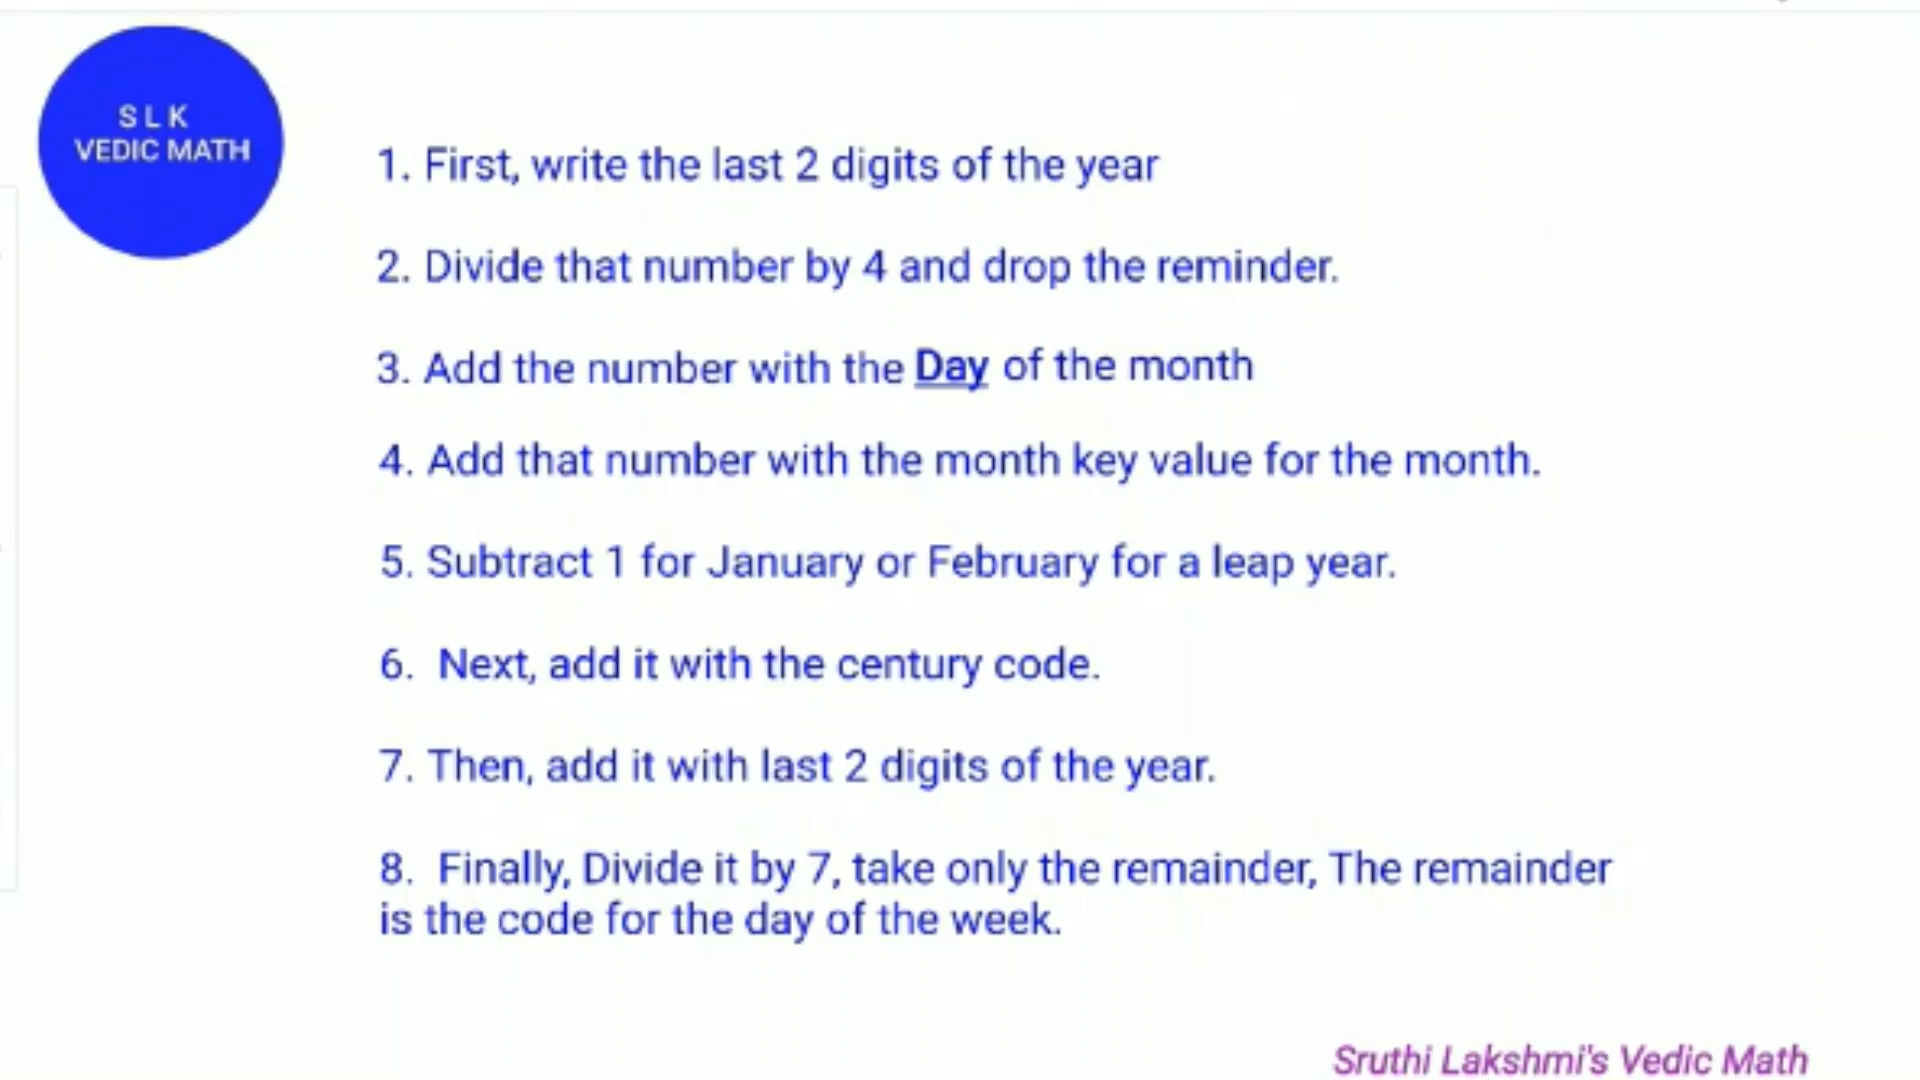 S L K
VEDIC MATH
1. First, write the last 2 digits of the year
2. Divide that number by 4 and drop the reminder.
3. Add the number with the Day of the month
4. Add that number with the month key value for the month.
5. Subtract 1 for January or February for a leap year.
6. Next, add it with the century code.
7. Then, add it with last 2 digits of the year.
8. Finally, Divide it by 7, take only the remainder, The remainder
is the code for the day of the week.
Sruthi Lakshmi's Vedic Math